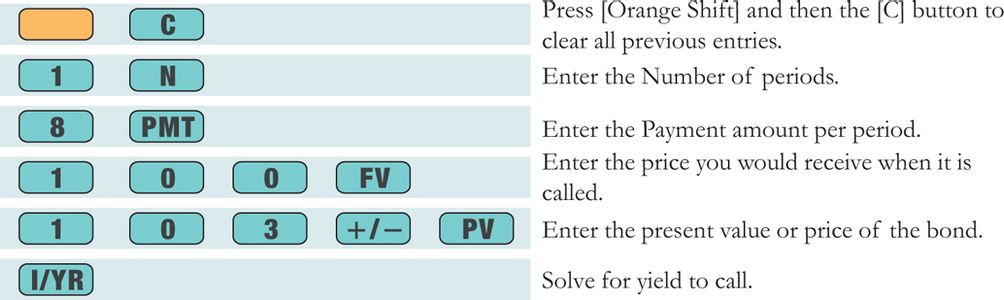 C
Press [Orange Shift] and then the [C] button to
clear all previous entries.
1 N
Enter the Number of periods.
8 PMT
Enter the Payment amount per period.
1 0 0 FV
Enter the price you would receive when it is
called.
1 0 3 +/− PV
Enter the present value or price of the bond.
I/YR
Solve for yield to call.